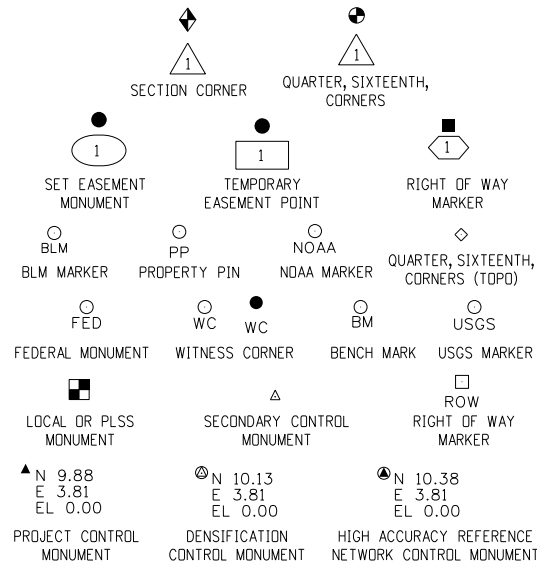 1
SECTION CORNER
1
QUARTER, SIXTEENTH,
CORNERS
1
SET EASEMENT
MONUMENT
1
TEMPORARY
EASEMENT POINT
1
RIGHT OF WAY
MARKER
BLM
BLM MARKER
PP
PROPERTY PIN
NOAA
NOAA MARKER
QUARTER, SIXTEENTH,
CORNERS (TOPO)
FED
FEDERAL MONUMENT
WC
WC
WITNESS CORNER
BM
BENCH MARK
USGS
USGS MARKER
LOCAL OR PLSS
MONUMENT
SECONDARY CONTROL
MONUMENT
ROW
RIGHT OF WAY
MARKER
N 9.88
E 3.81
EL 0.00
PROJECT CONTROL
MONUMENT
N 10.13
E 3.81
EL 0.00
DENSIFICATION
CONTROL MONUMENT
N 10.38
E 3.81
EL 0.00
HIGH ACCURACY REFERENCE
NETWORK CONTROL MONUMENT